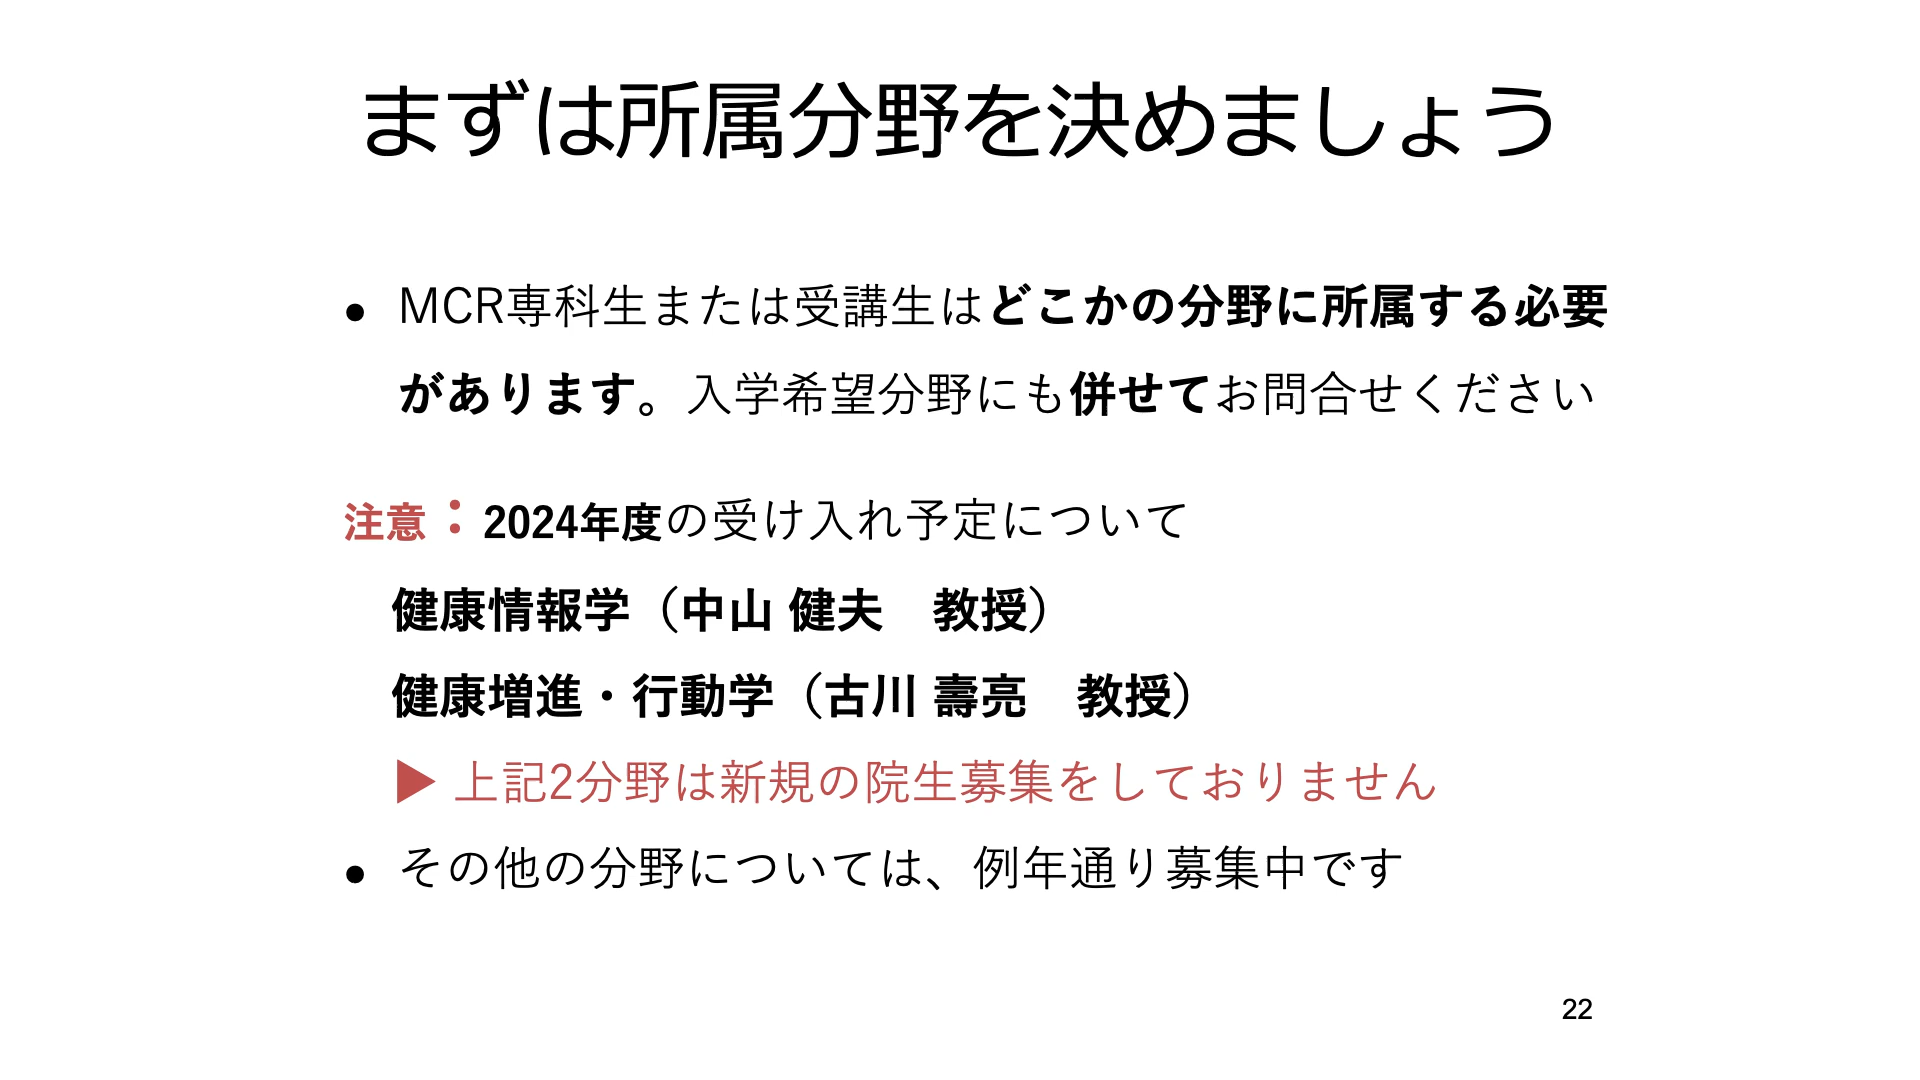 まずは所属分野を決めましょう
● MCR専科生または受講生はどこかの分野に所属する必要
があります。入学希望分野にも併せてお問合せください
注意：2024年度の受け入れ予定について
健康情報学（中山 健夫　教授）
健康増進・行動学（古川 壽亮　教授）
▶ 上記2分野は新規の院生募集をしておりません
● その他の分野については、例年通り募集中です
22